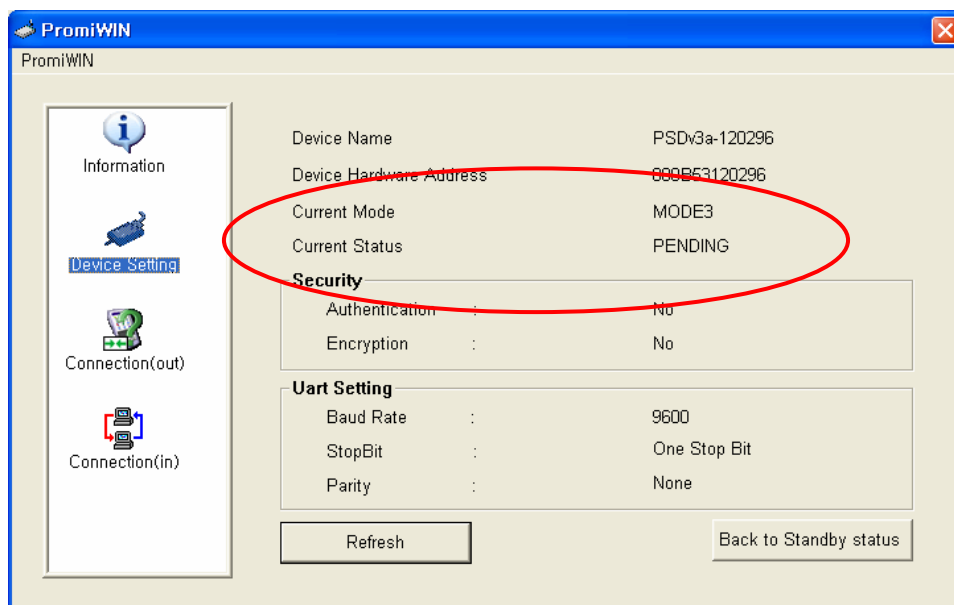 PromiWIN
PromiWIN
Information
Device Setting
Connection(out)
Connection(in)
Device Name PSDv3a-120296
Device Hardware Address 000B53120296
Current Mode MODE3
Current Status PENDING
Security
Authentication : No
Encryption : No
Uart Setting
Baud Rate : 9600
StopBit : One Stop Bit
Parity : None
Refresh
Back to Standby status